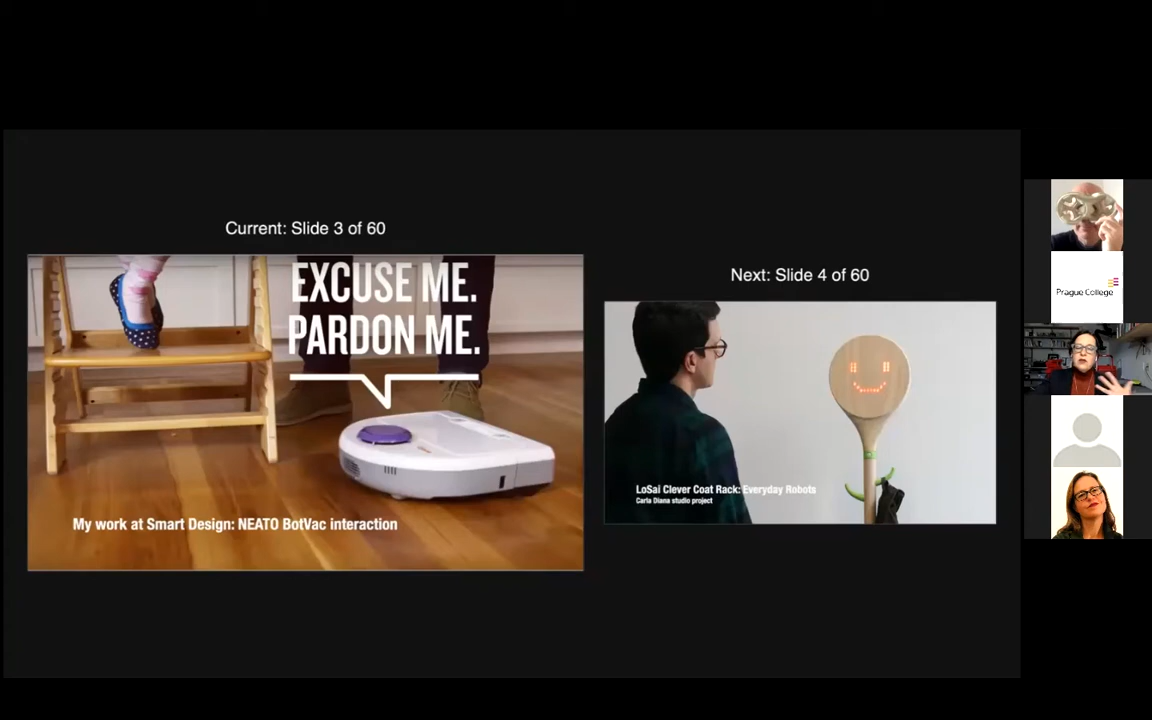 Current: Slide 3 of 60
EXCUSE ME.
PARDON ME.
My work at Smart Design: NEATO BotVac interaction
Next: Slide 4 of 60
LoSai Clever Coat Rack: Everyday Robots
Carla Diana studio project
Prague College